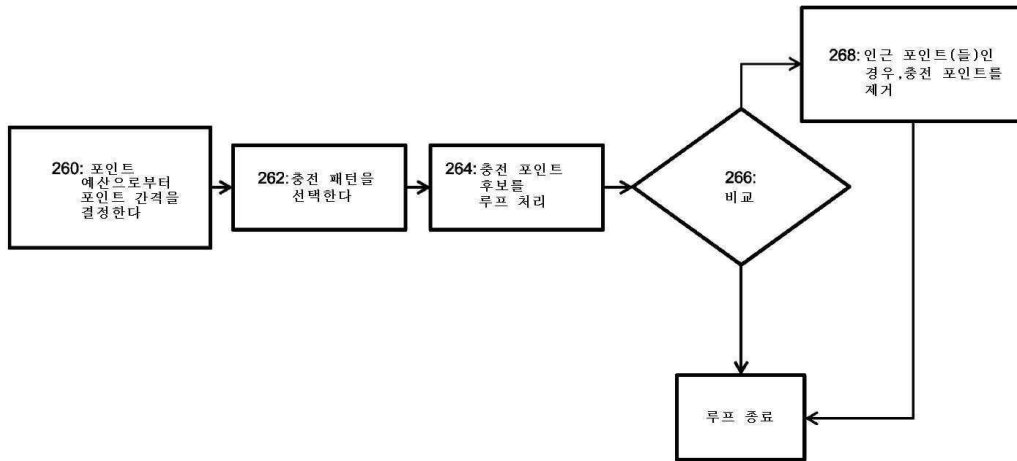 260: 포인트
예산으로부터
포인트 간격을
결정한다
262: 충전 패턴을
선택한다
264: 충전 포인트
후보를
루프 처리
266:
비교
268: 인근 포인트(들)인
경우,충전 포인트를
제거
루프 종료